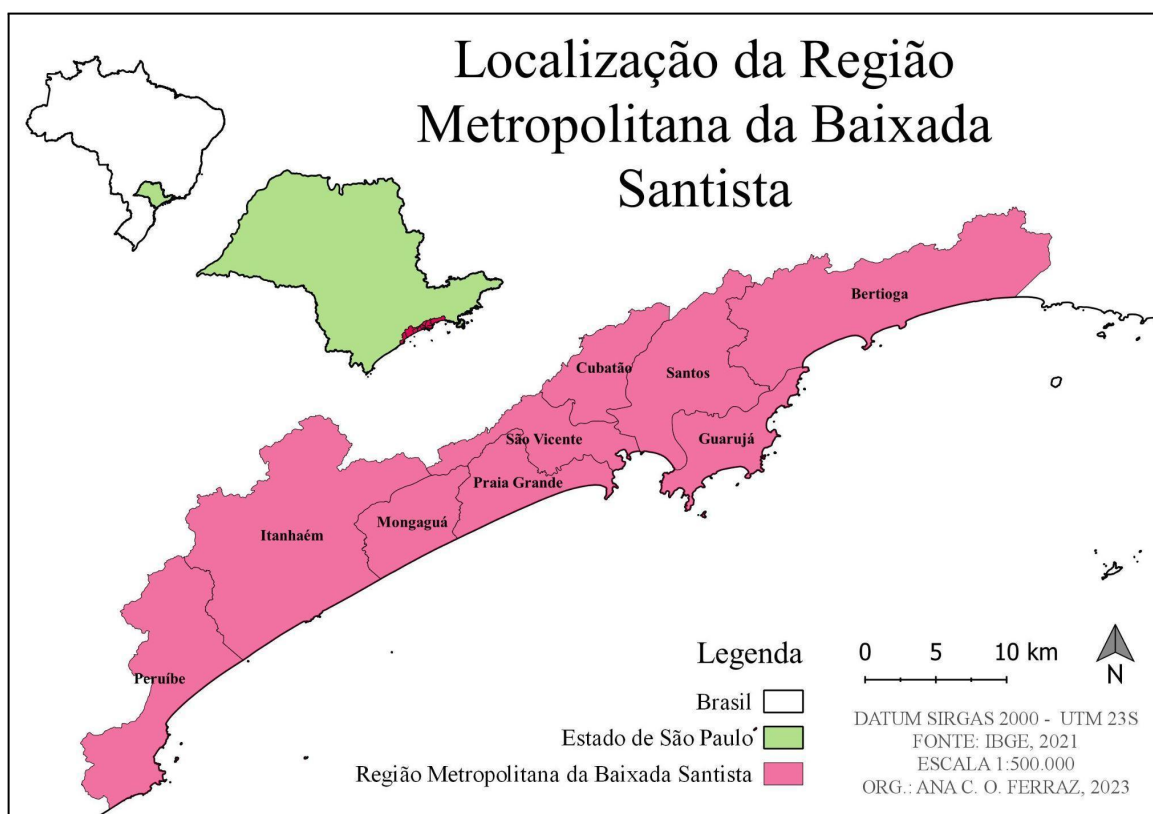 Localização da Região
Metropolitana da Baixada
Santista
Bertioga
Cubatão
Santos
São Vicente
Guarujá
Praia Grande
Mongaguá
Itanhaém
Peruíbe
Legenda
Brasil
Estado de São Paulo
Região Metropolitana da Baixada Santista
0 5 10 km
N
DATUM SIRGAS 2000 - UTM 23S
FONTE: IBGE, 2021
ESCALA 1:500.000
ORG.: ANA C. O. FERRAZ, 2023